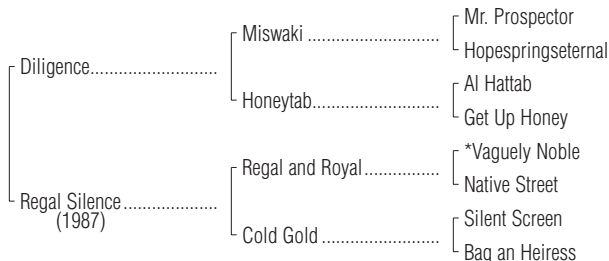 Mr. Prospector
Miswaki ..............................
Hopespringseternal
Diligence.............................
Al Hattab
Honeytab.............................
Get Up Honey
*Vaguely Noble
Regal and Royal.................
Native Street
Regal Silence......................
(1987)
Silent Screen
Cold Gold ...........................
Bag an Heiress